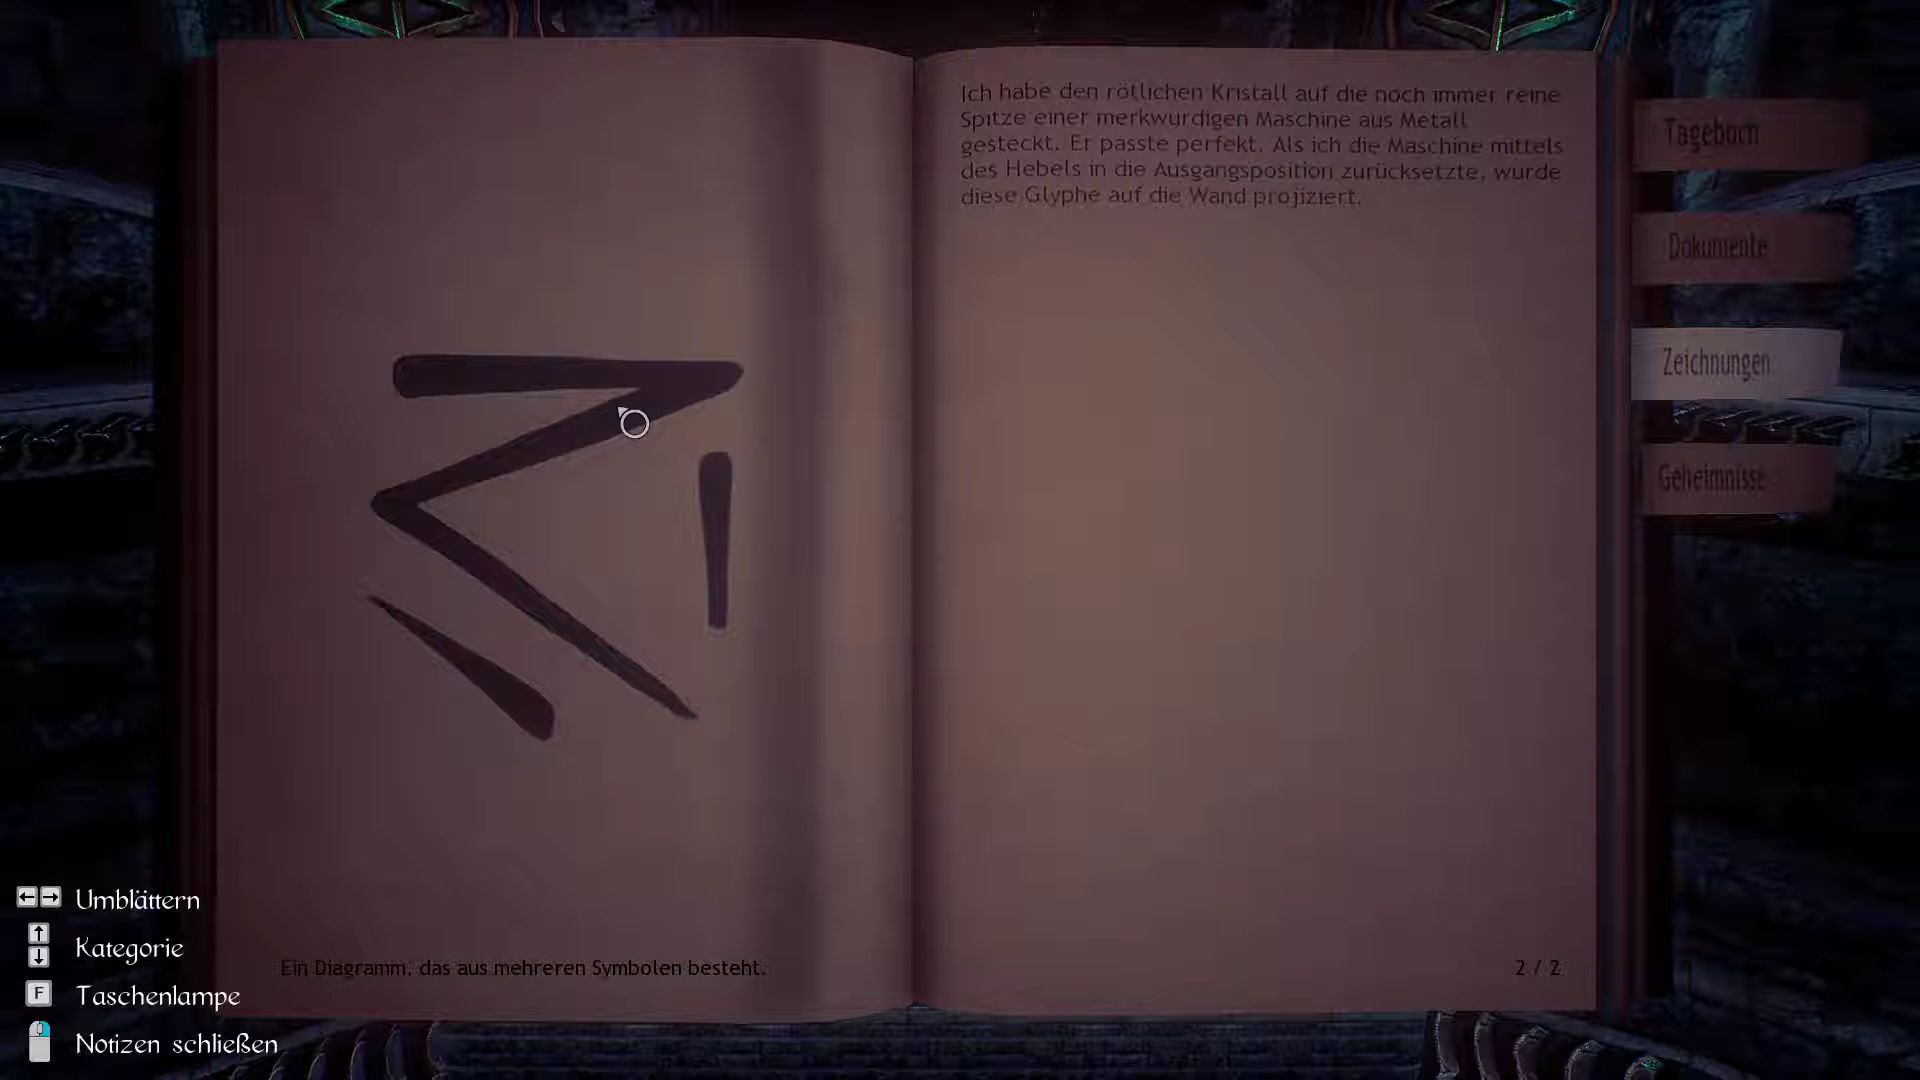 Ich habe den rötlichen Kristall auf die noch immer reine
Spitze einer merkwürdigen Maschine aus Metall
gesteckt. Er passte perfekt. Als ich die Maschine mittels
des Hebels in die Ausgangsposition zurücksetzte, wurde
diese Glyphe auf die Wand projiziert.
Tagebuch
Dokumente
Zeichnungen
Geheimnisse
Umblättern
Kategorie
F Taschenlampe
Notizen schließen
Ein Diagramm, das aus mehreren Symbolen besteht.
2 / 2